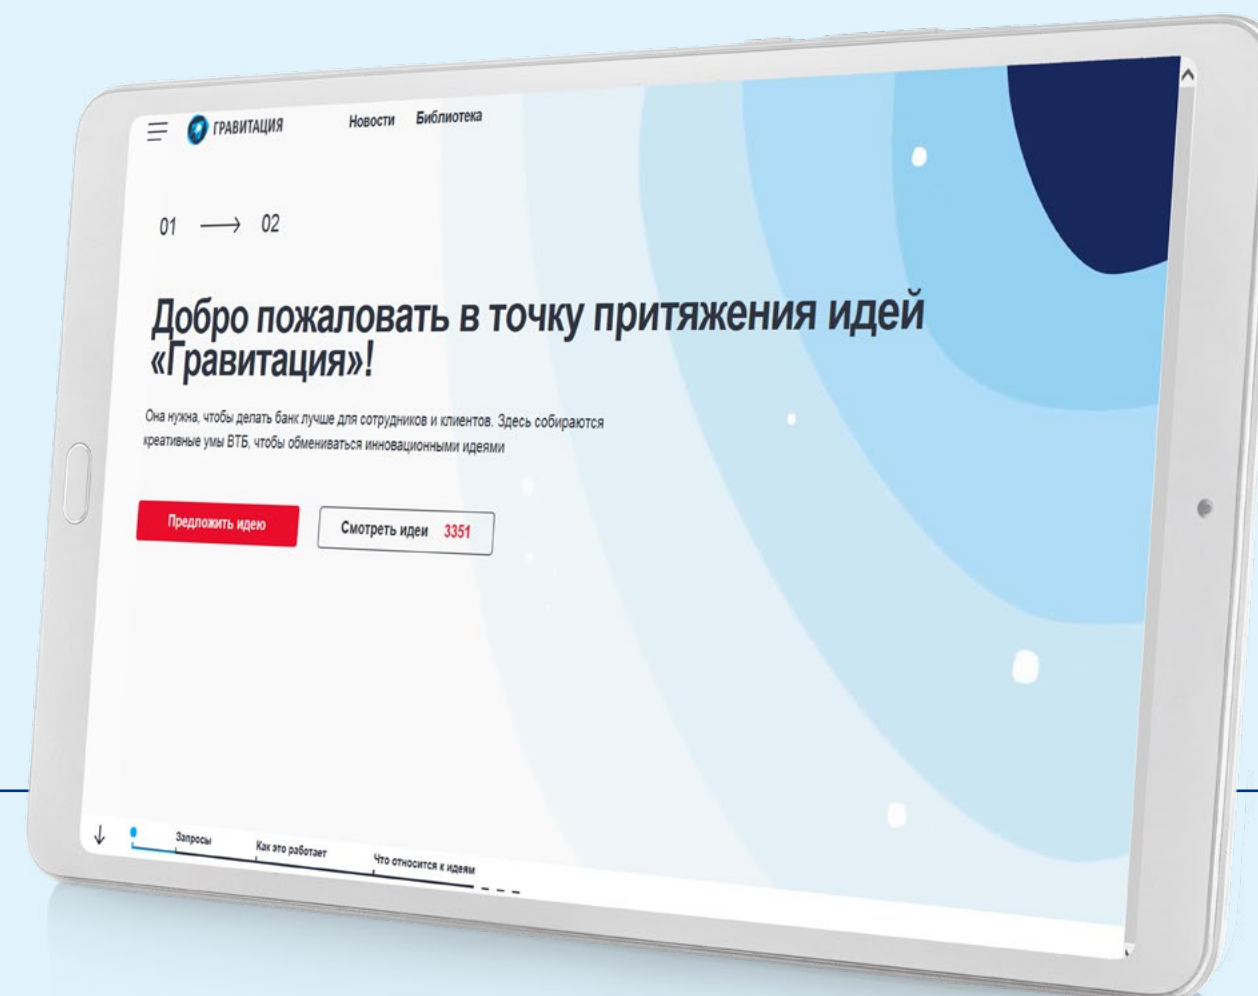 ГРАВИТАЦИЯ Новости Библиотека
01 → 02
Добро пожаловать в точку притяжения идей
«Гравитация»!
Она нужна, чтобы делать банк лучше для сотрудников и клиентов. Здесь собираются
креативные умы ВТБ, чтобы обмениваться инновационными идеями
Предложить идею Смотреть идеи 3351
Запросы Как это работает Что относится к идеям